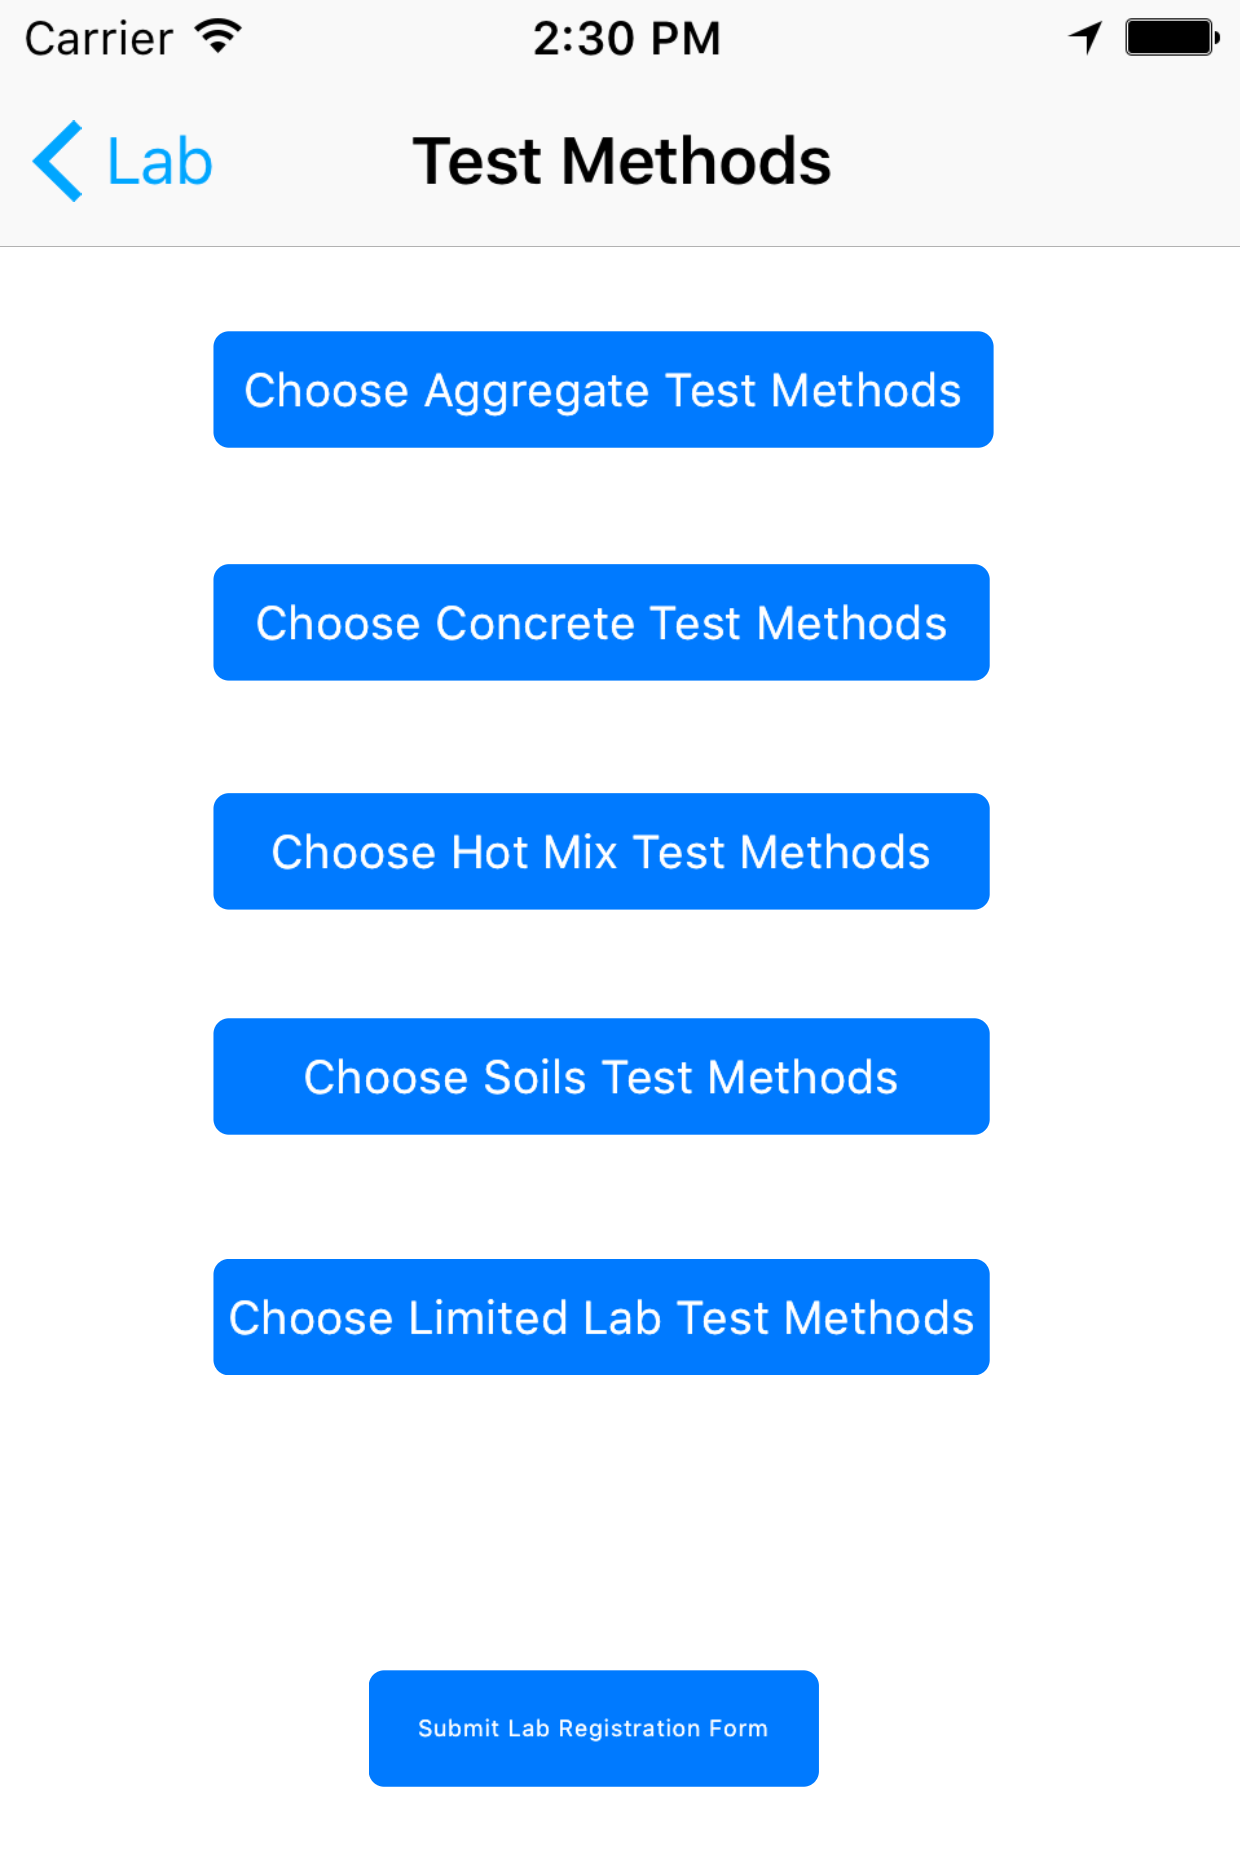 Carrier 2:30 PM
Lab Test Methods
Choose Aggregate Test Methods
Choose Concrete Test Methods
Choose Hot Mix Test Methods
Choose Soils Test Methods
Choose Limited Lab Test Methods
Submit Lab Registration Form